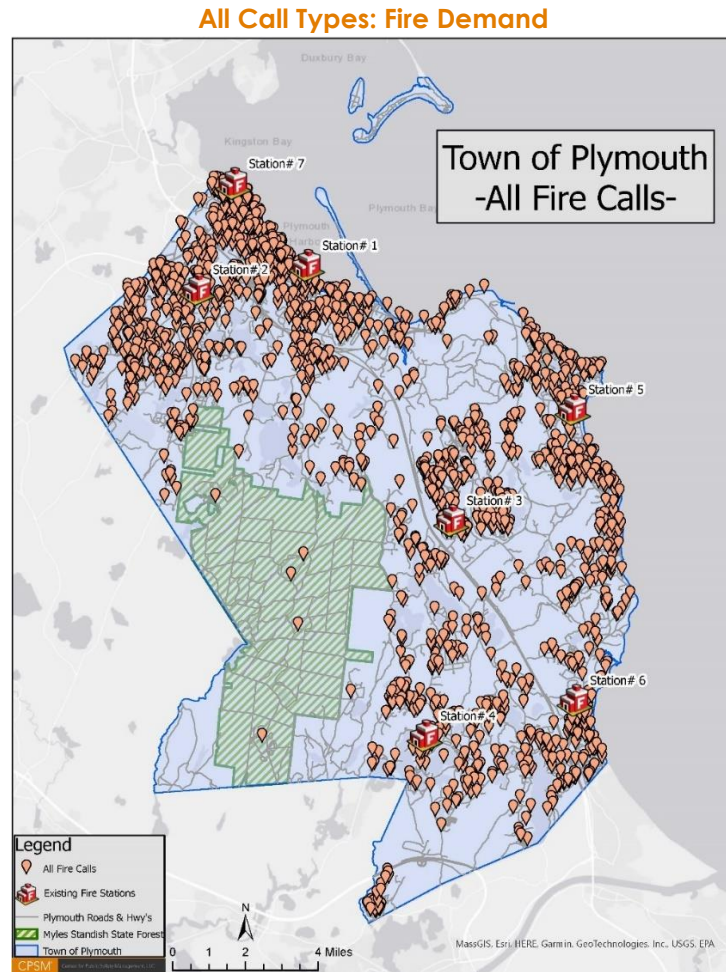 All Call Types: Fire Demand
Duxbury Bay
Kingston Bay
Town of Plymouth
-All Fire Calls-
Station# 7
Plymouth Bay
Plymouth
Station# 1
Station# 2
Station# 5
Station# 3
Station# 6
Station# 4
Legend
All Fire Calls
Existing Fire Stations
Plymouth Roads & Hwy's
Myles Standish State Forest
Town of Plymouth
N
0 1 2 4 Miles
MassGIS, Esri, HERE, Garmin, GeoTechnologies, Inc., USGS, EPA
CPSM